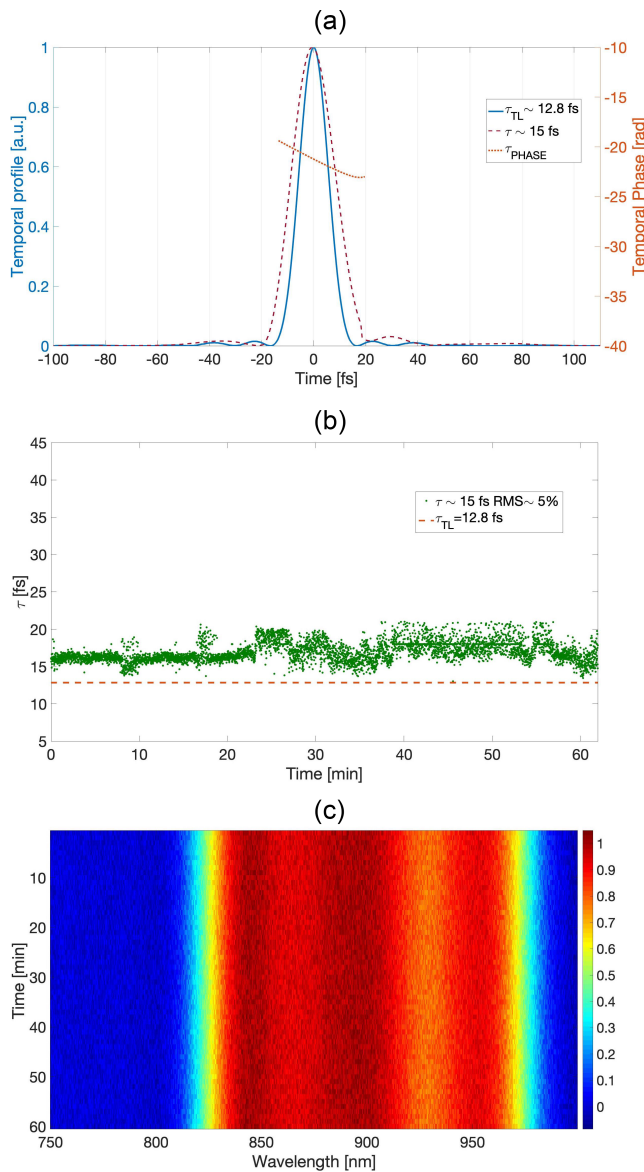 (a)
1
0.8
0.6
0.4
0.2
0
Temporal profile [a.u.]
-10
-15
-20
-25
-30
-35
-40
Temporal Phase [rad]
τTL ∼ 12.8 fs
τ ∼ 15 fs
τPHASE
-100 -80 -60 -40 -20 0 20 40 60 80 100
Time [fs]
(b)
45
40
35
30
25
20
15
10
5
τ [fs]
τ ∼ 15 fs RMS∼ 5%
τTL=12.8 fs
0 10 20 30 40 50 60
Time [min]
(c)
10
20
30
40
50
60
Time [min]
1
0.9
0.8
0.7
0.6
0.5
0.4
0.3
0.2
0.1
0
750 800 850 900 950
Wavelength [nm]